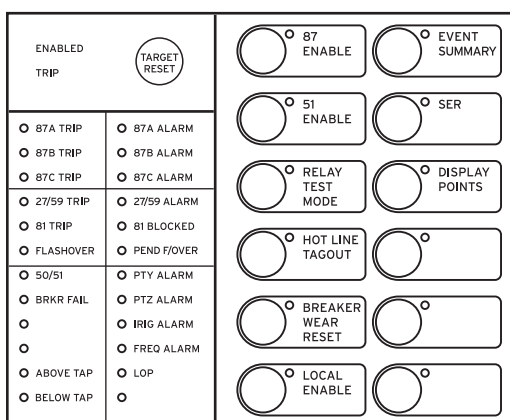 ENABLED
TRIP
TARGET
RESET
87A TRIP
87B TRIP
87C TRIP
27/59 TRIP
81 TRIP
FLASHOVER
50/51
BRKR FAIL
ABOVE TAP
BELOW TAP
87A ALARM
87B ALARM
87C ALARM
27/59 ALARM
81 BLOCKED
PEND F/OVER
PTY ALARM
PTZ ALARM
IRIG ALARM
FREQ ALARM
LOP
87
ENABLE
51
ENABLE
RELAY
TEST
MODE
HOT LINE
TAGOUT
BREAKER
WEAR
RESET
LOCAL
ENABLE
EVENT
SUMMARY
SER
DISPLAY
POINTS